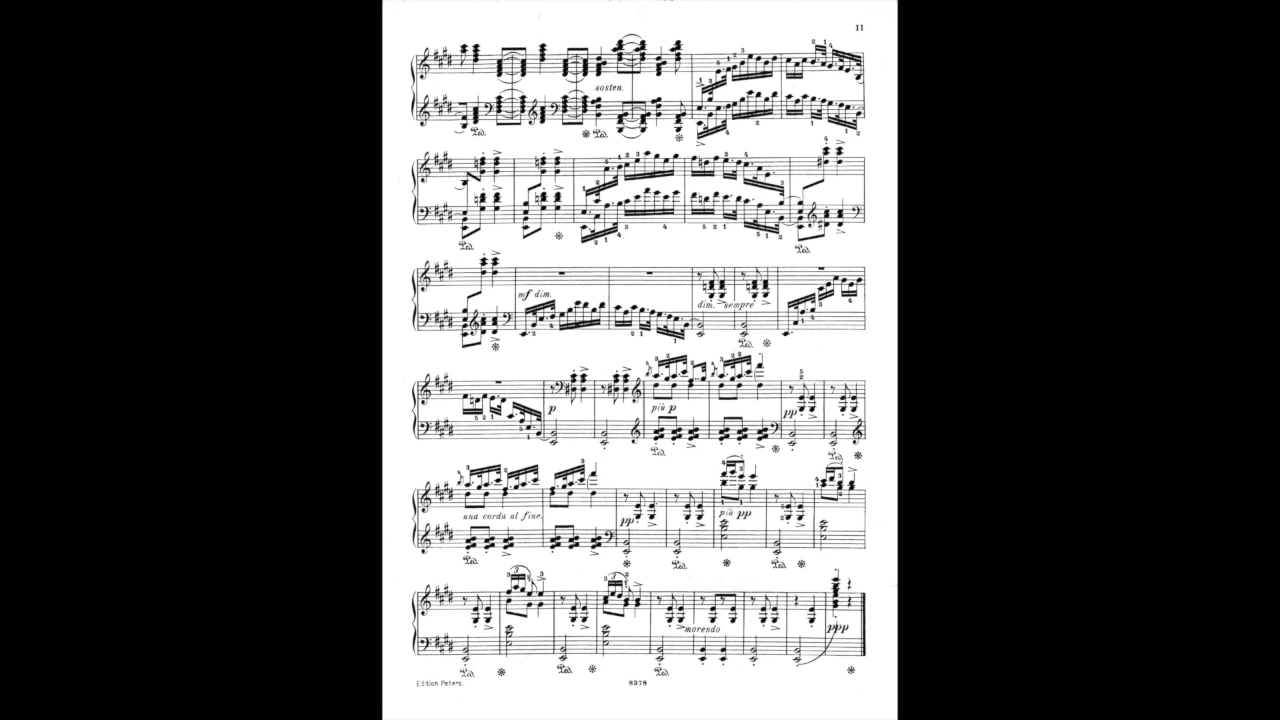 11
sosten.
mf dim.
dim. sempre
p
più p
pp
una corda al fine.
pp
più pp
morendo
ppp
Edition Peters.
8378